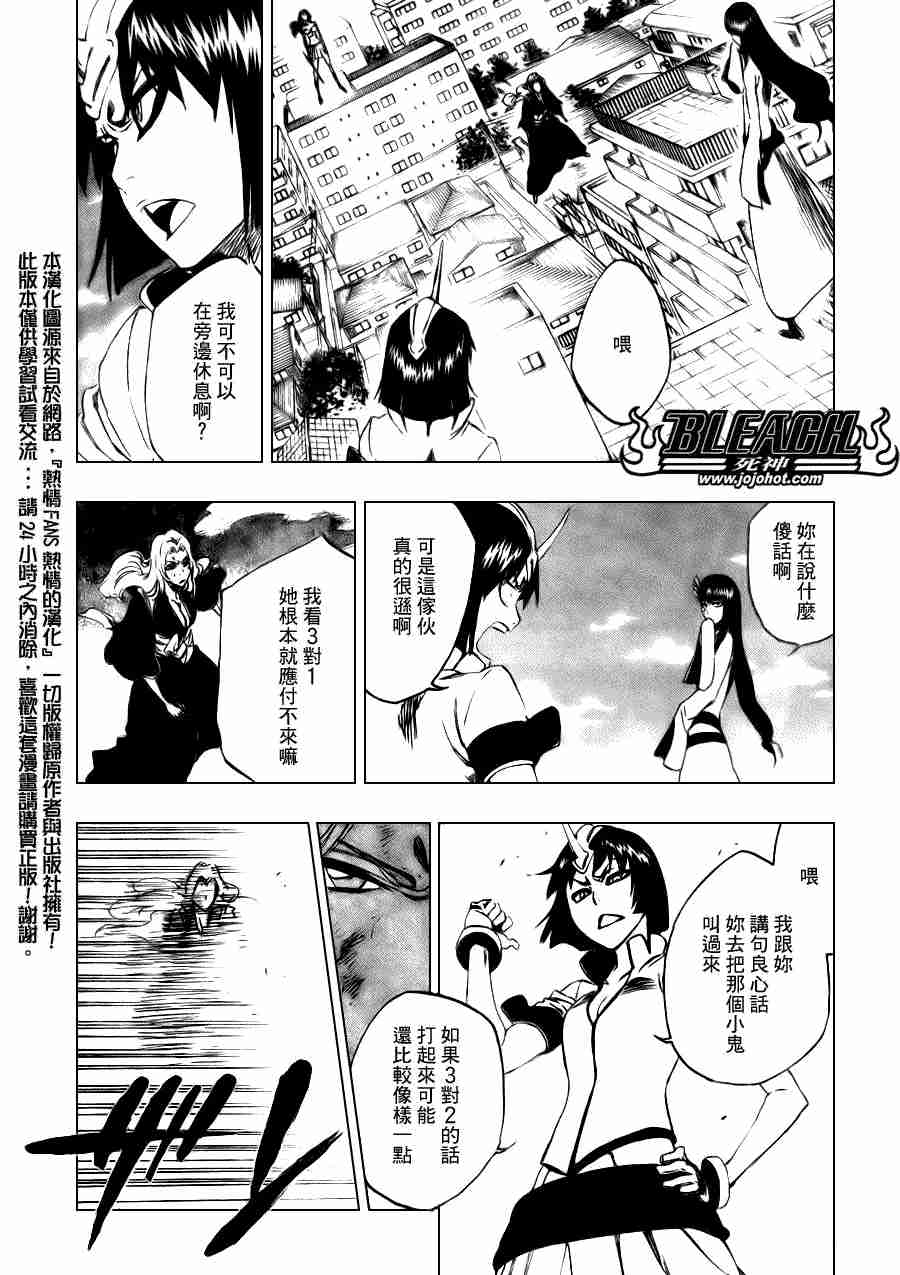 喂
我可不可以
在旁邊休息啊?
BLEACH
死神
www.jojohot.com
妳在說什麼
傻話啊
可是這傢伙
真的很遜啊
我看3對1
她根本就應付不來嘛
喂
我跟妳
講句良心話
妳去把那個小鬼
叫過來
如果3對2的話
打起來可能
還比較像樣一點
本漢化圖源來自於網路,『熱情FANS 熱情的漢化』一切版權歸原作者與出版社擁有!
此版本僅供學習試看交流...請 24 小時之內消除,喜歡這套漫畫請購買正版!謝謝。